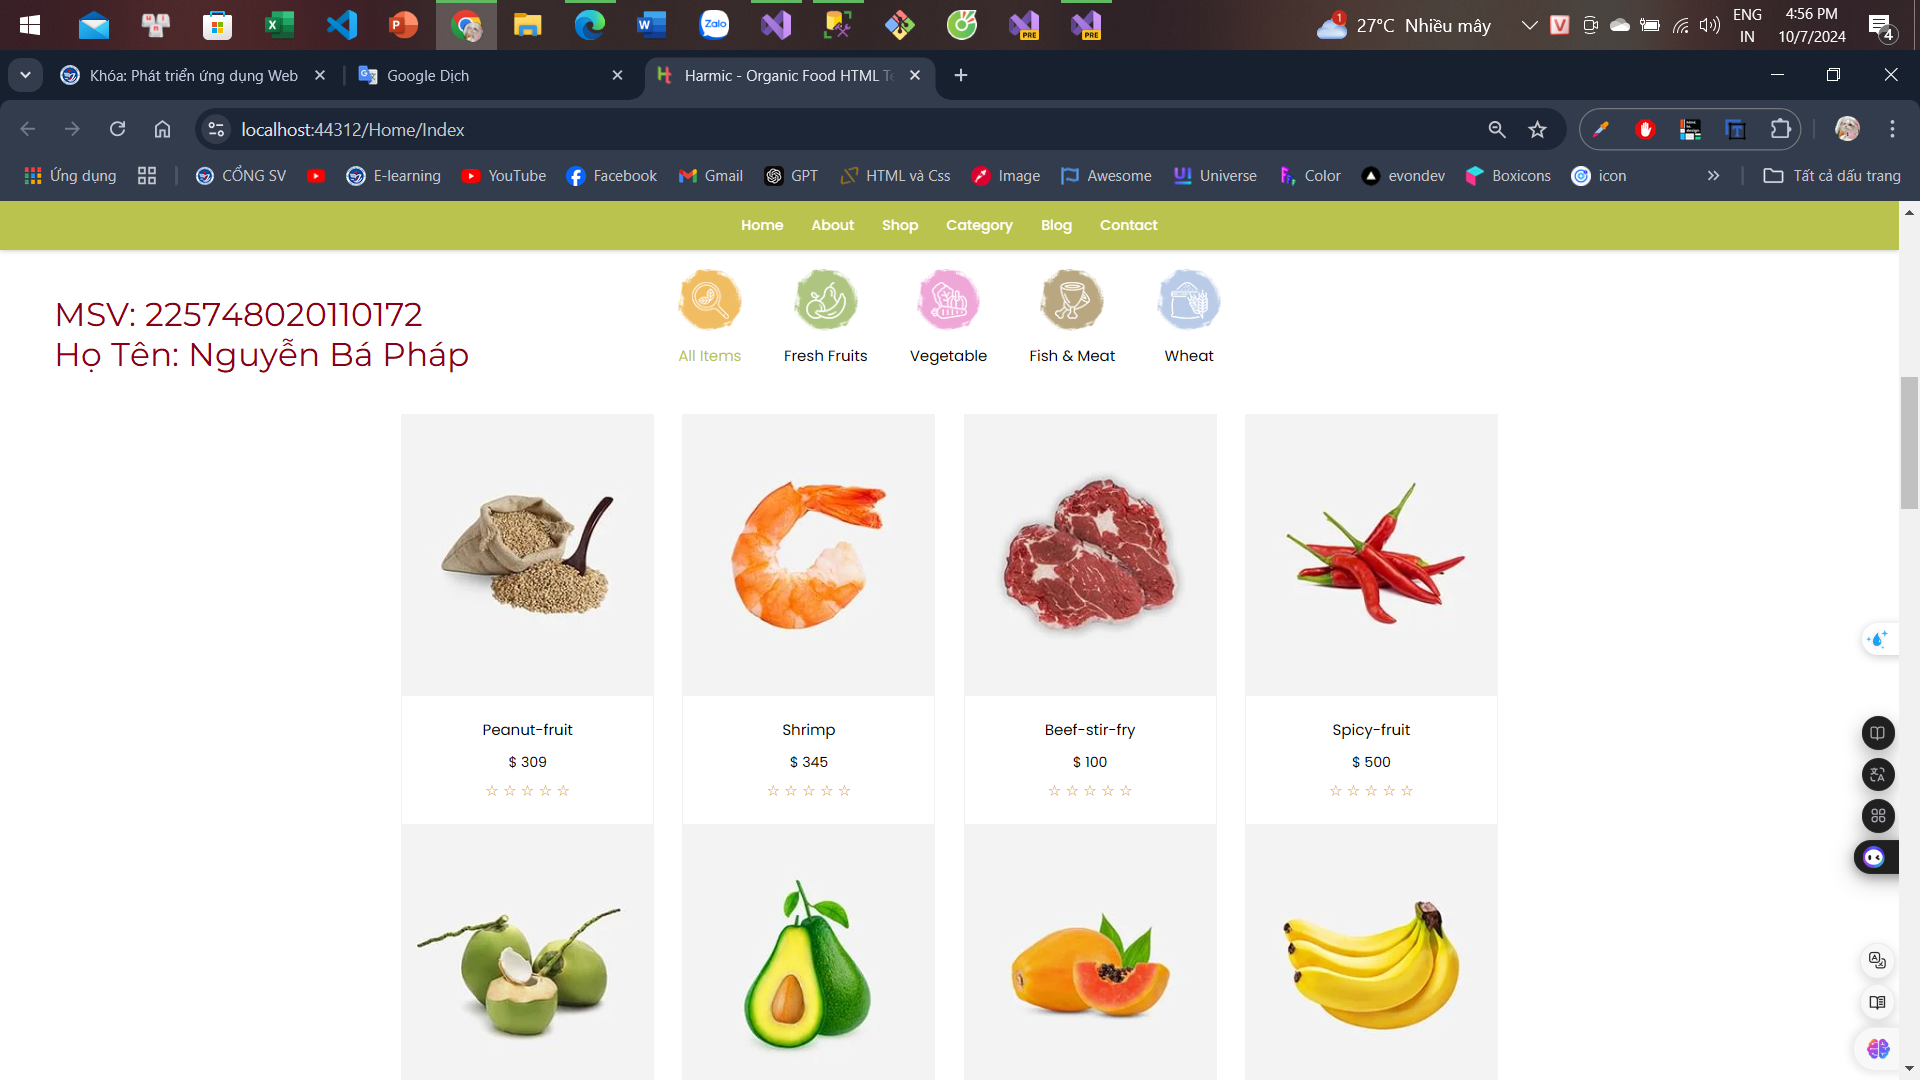 27°C Nhiều mây
ENG
IN
4:56 PM
10/7/2024
4
Khóa: Phát triển ứng dụng Web
Google Dịch
Harmic - Organic Food HTML Te
localhost:44312/Home/Index
Ứng dụng
CỔNG SV
E-learning
YouTube
Facebook
Gmail
GPT
HTML và Css
Image
Awesome
Universe
Color
evondev
Boxicons
icon
Tất cả dấu trang
Home About Shop Category Blog Contact
MSV: 225748020110172
Họ Tên: Nguyễn Bá Pháp
All Items Fresh Fruits Vegetable Fish & Meat Wheat
Peanut-fruit Shrimp Beef-stir-fry Spicy-fruit
$ 309 $ 345 $ 100 $ 500